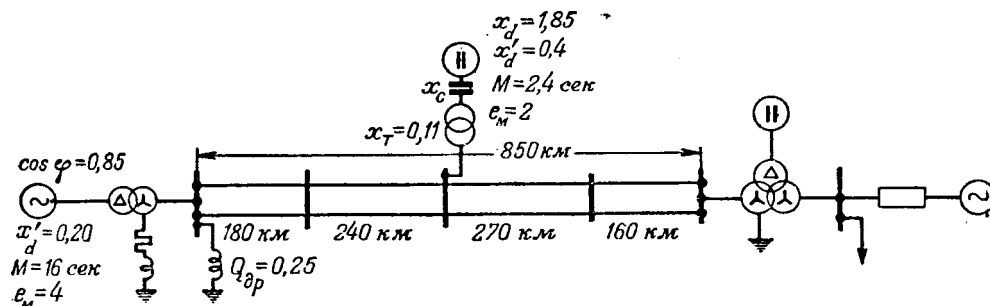 x_d=1,85
x'_d=0,4
x_c
M=2,4 сек
e_м=2
x_T=0,11
850 км
cos φ=0,85
Δ
Δ
180 км
240 км
270 км
160 км
x'_d=0,20
M=16 сек
e_м=4
Q_др=0,25